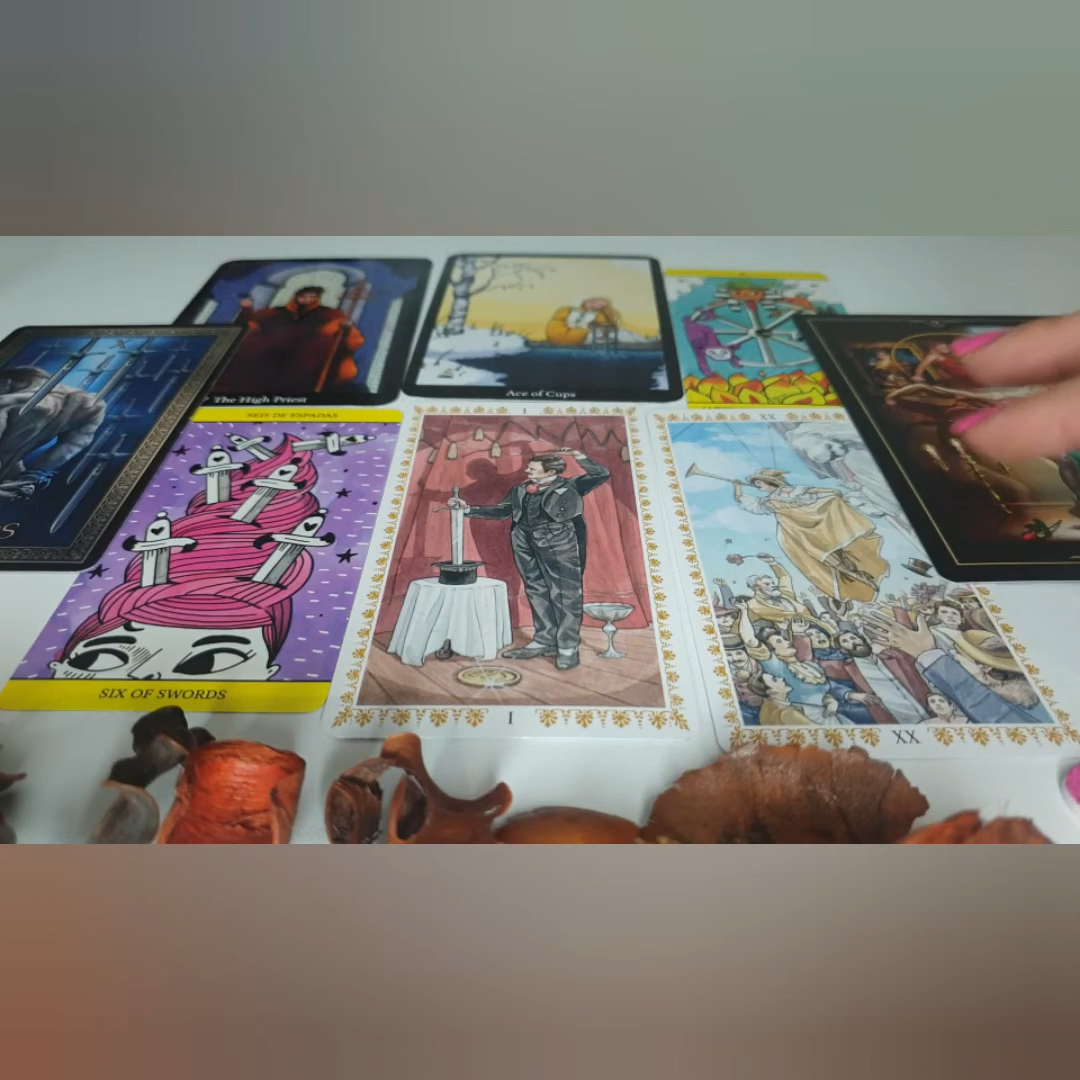 The High Priest
Ace of Cups
X
SEIS DE ESPADAS
SIX OF SWORDS
I
I
XX
XX